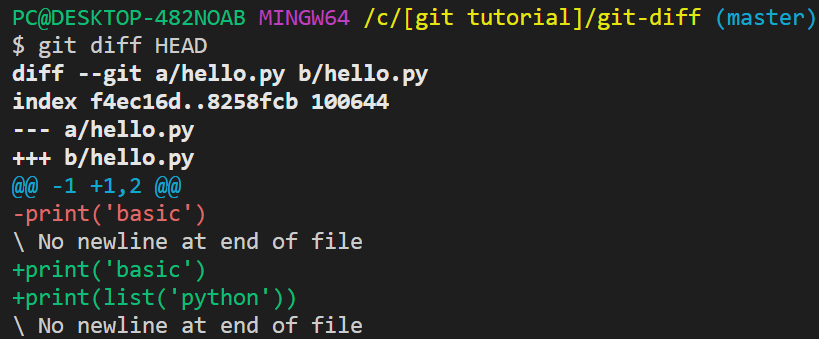 PC@DESKTOP-482NOAB MINGW64 /c/[git tutorial]/git-diff (master)
$ git diff HEAD
diff --git a/hello.py b/hello.py
index f4ec16d..8258fcb 100644
--- a/hello.py
+++ b/hello.py
@@ -1 +1,2 @@
-print('basic')
\ No newline at end of file
+print('basic')
+print(list('python'))
\ No newline at end of file